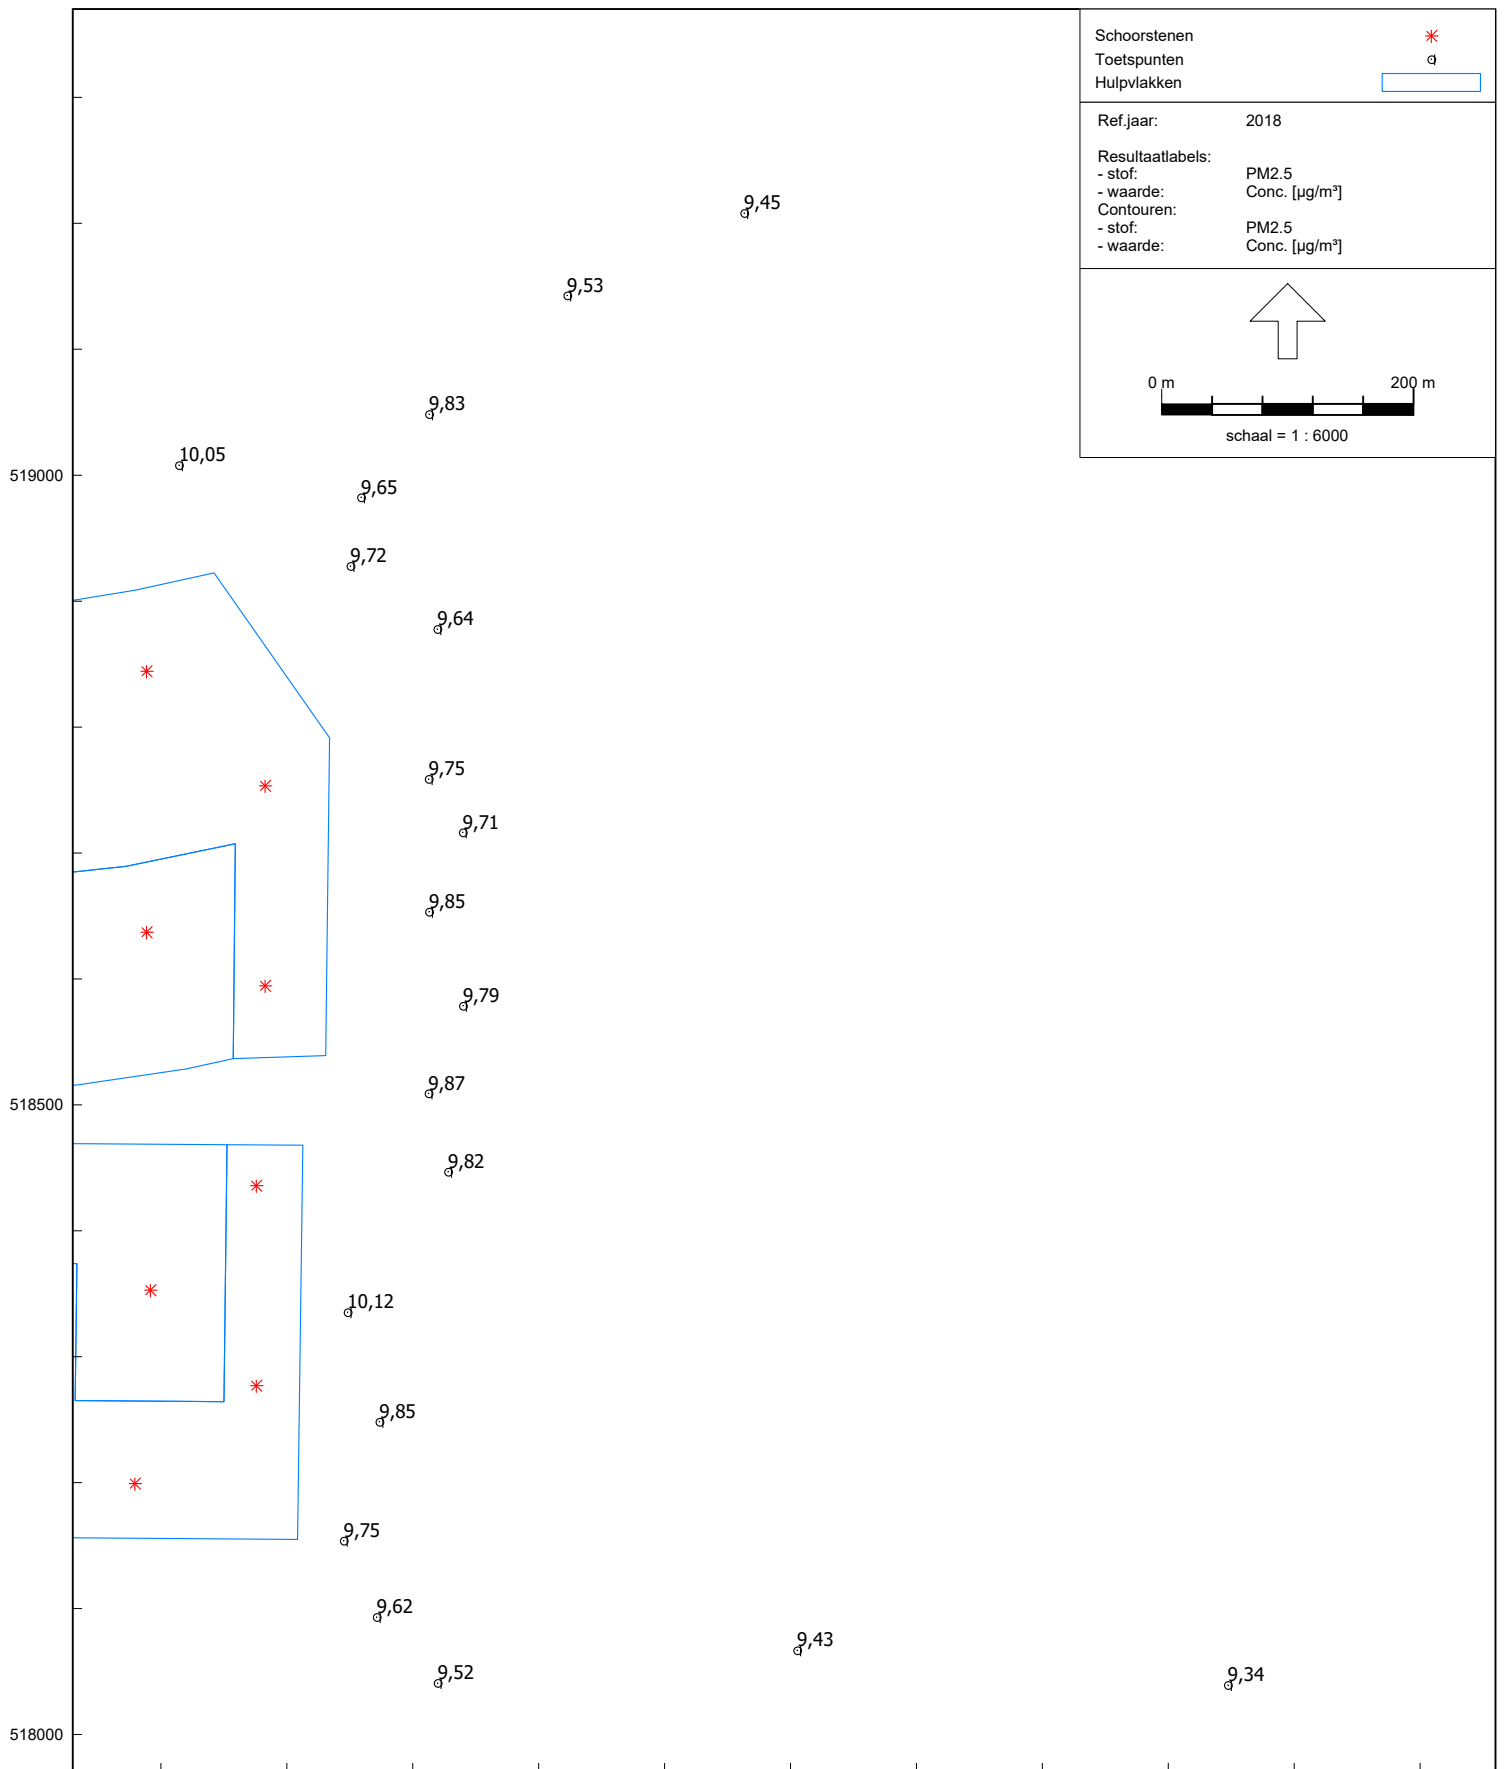 Schoorstenen
Toetspunten
Hulpvlakken
Ref.jaar: 2018
Resultaatlabels:
- stof: PM2.5
- waarde: Conc. [µg/m³]
Contouren:
- stof: PM2.5
- waarde: Conc. [µg/m³]
0 m 200 m
schaal = 1 : 6000
9,45
9,53
9,83
10,05
519000
9,65
9,72
9,64
9,75
9,71
9,85
9,79
9,87
518500
9,82
10,12
9,85
9,75
9,62
9,43
9,52
9,34
518000